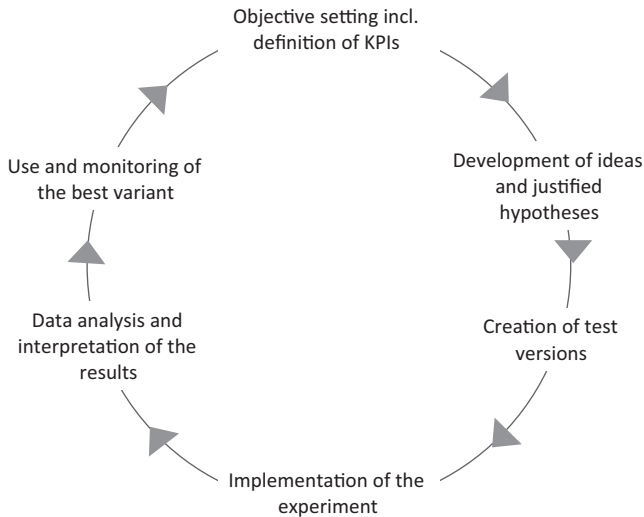 Objective setting incl.
definition of KPIs
Development of ideas
and justified
hypotheses
Creation of test
versions
Implementation of the
experiment
Data analysis and
interpretation of the
results
Use and monitoring of
the best variant